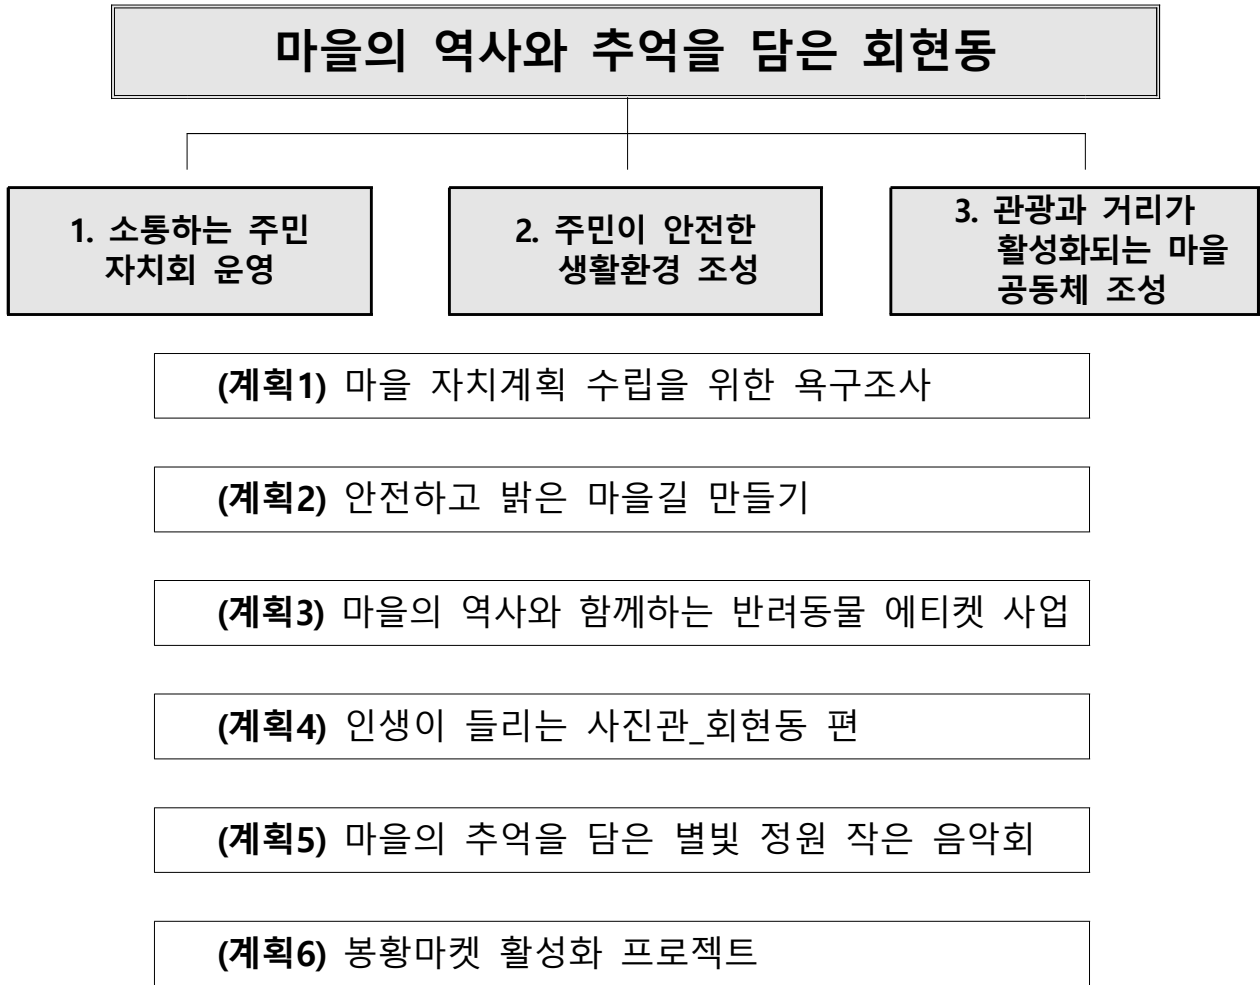 마을의 역사와 추억을 담은 회현동
1. 소통하는 주민
자치회 운영
2. 주민이 안전한
생활환경 조성
3. 관광과 거리가
활성화되는 마을
공동체 조성
(계획1) 마을 자치계획 수립을 위한 욕구조사
(계획2) 안전하고 밝은 마을길 만들기
(계획3) 마을의 역사와 함께하는 반려동물 에티켓 사업
(계획4) 인생이 들리는 사진관_회현동 편
(계획5) 마을의 추억을 담은 별빛 정원 작은 음악회
(계획6) 봉황마켓 활성화 프로젝트